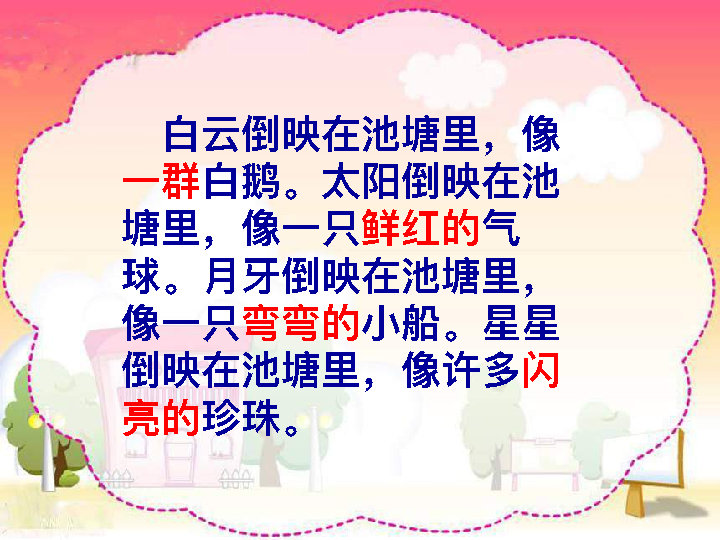 白云倒映在池塘里，像
一群白鹅。太阳倒映在池
塘里，像一只鲜红的气
球。月牙倒映在池塘里，
像一只弯弯的小船。星星
倒映在池塘里，像许多闪
亮的珍珠。